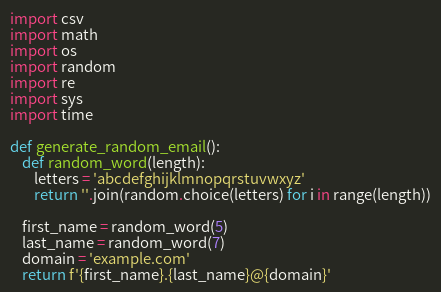 import csv
import math
import os
import random
import re
import sys
import time

def generate_random_email():
    def random_word(length):
        letters = 'abcdefghijklmnopqrstuvwxyz'
        return ''.join(random.choice(letters) for i in range(length))

    first_name = random_word(5)
    last_name = random_word(7)
    domain = 'example.com'
    return f'{first_name}.{last_name}@{domain}'